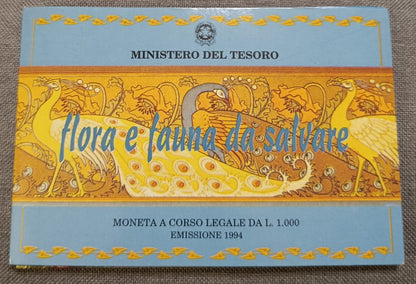 MINISTERO DEL TESORO
flora e fauna da salvare
MONETA A CORSO LEGALE DA L. 1.000
EMISSIONE 1994